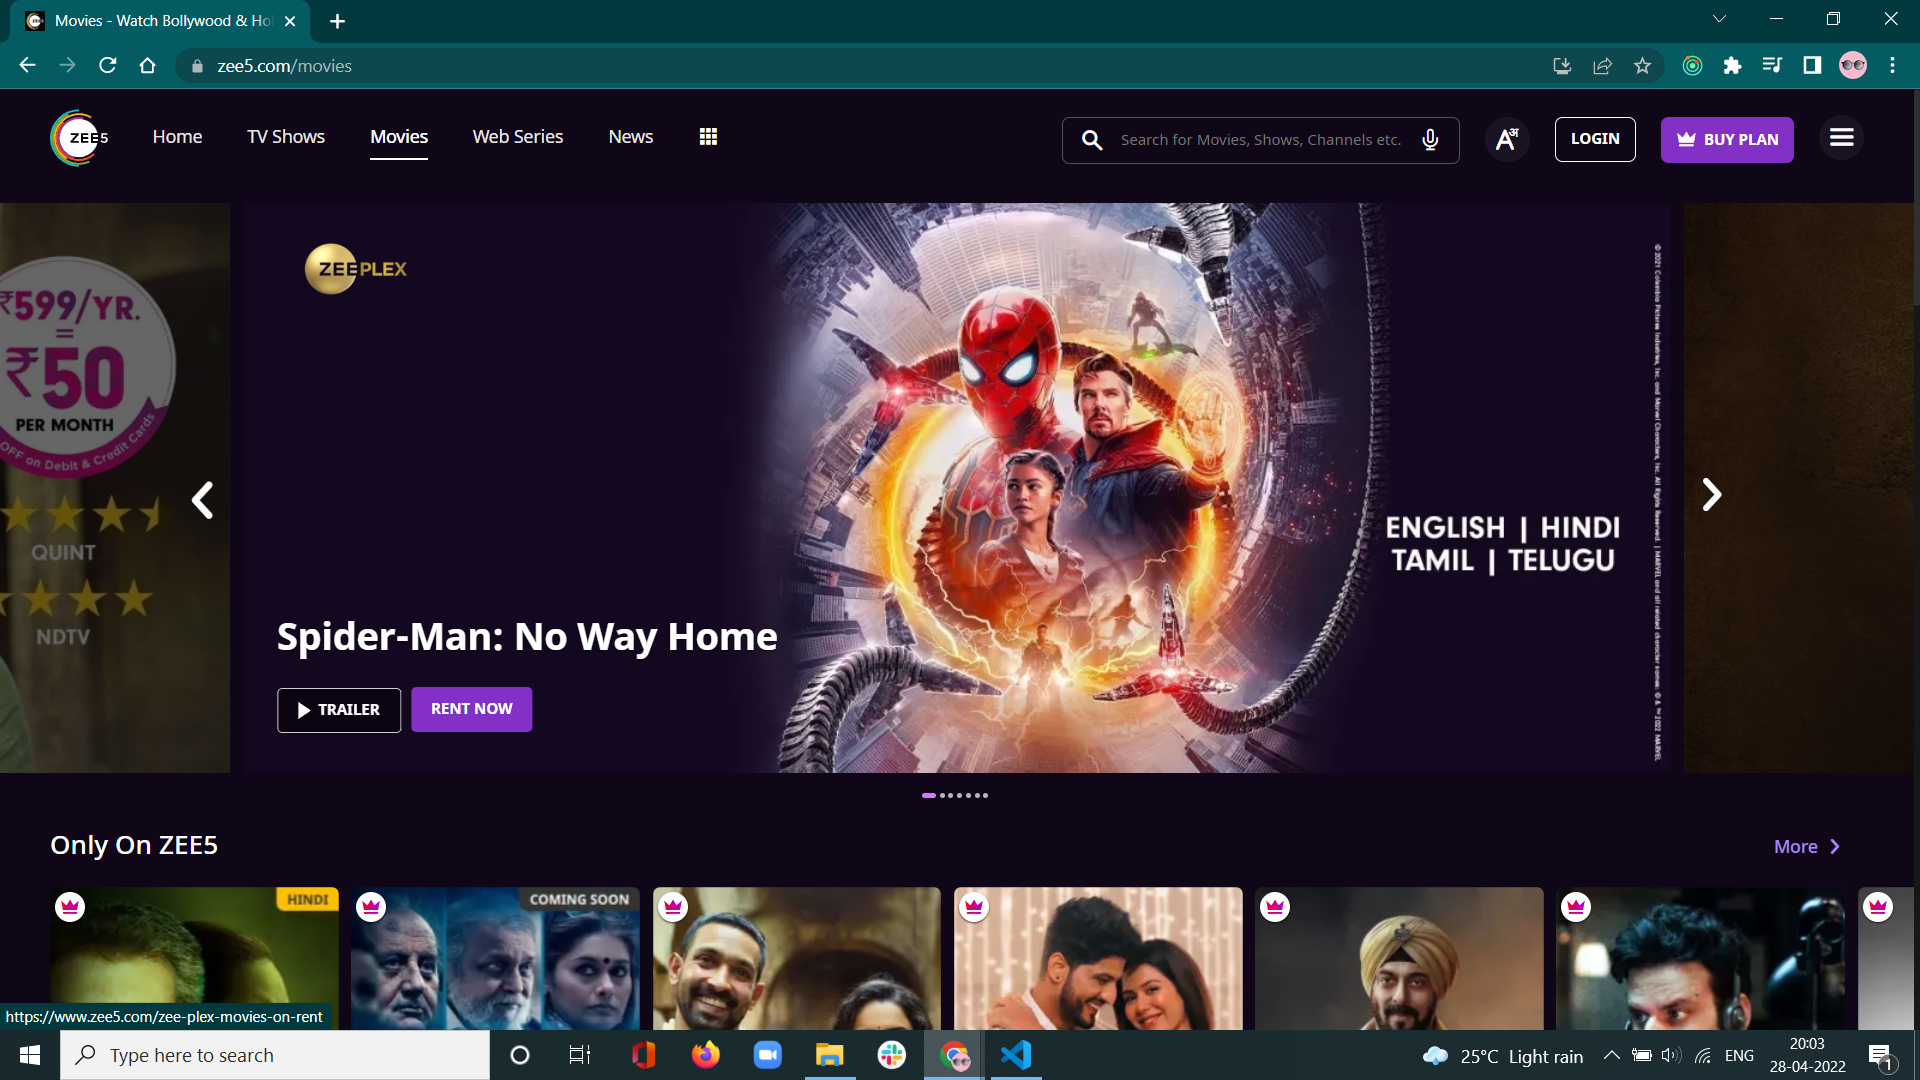 Movies - Watch Bollywood & Hol
zee5.com/movies
ZEE5
Home
TV Shows
Movies
Web Series
News
Search for Movies, Shows, Channels etc.
LOGIN
BUY PLAN
₹599/YR.
=
₹50
PER MONTH
OFF on Debit & Credit Cards
QUINT
NDTV
ZEEPLEX
ENGLISH | HINDI
TAMIL | TELUGU
Spider-Man: No Way Home
TRAILER
RENT NOW
Only On ZEE5
More
HINDI
COMING SOON
https://www.zee5.com/zee-plex-movies-on-rent
Type here to search
25°C Light rain
ENG
20:03
28-04-2022
1